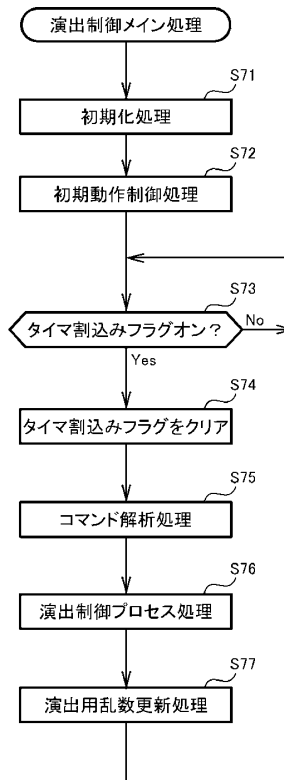 演出制御メイン処理
S71
初期化処理
S72
初期動作制御処理
S73
タイマ割込みフラグオン?
No
Yes
S74
タイマ割込みフラグをクリア
S75
コマンド解析処理
S76
演出制御プロセス処理
S77
演出用乱数更新処理